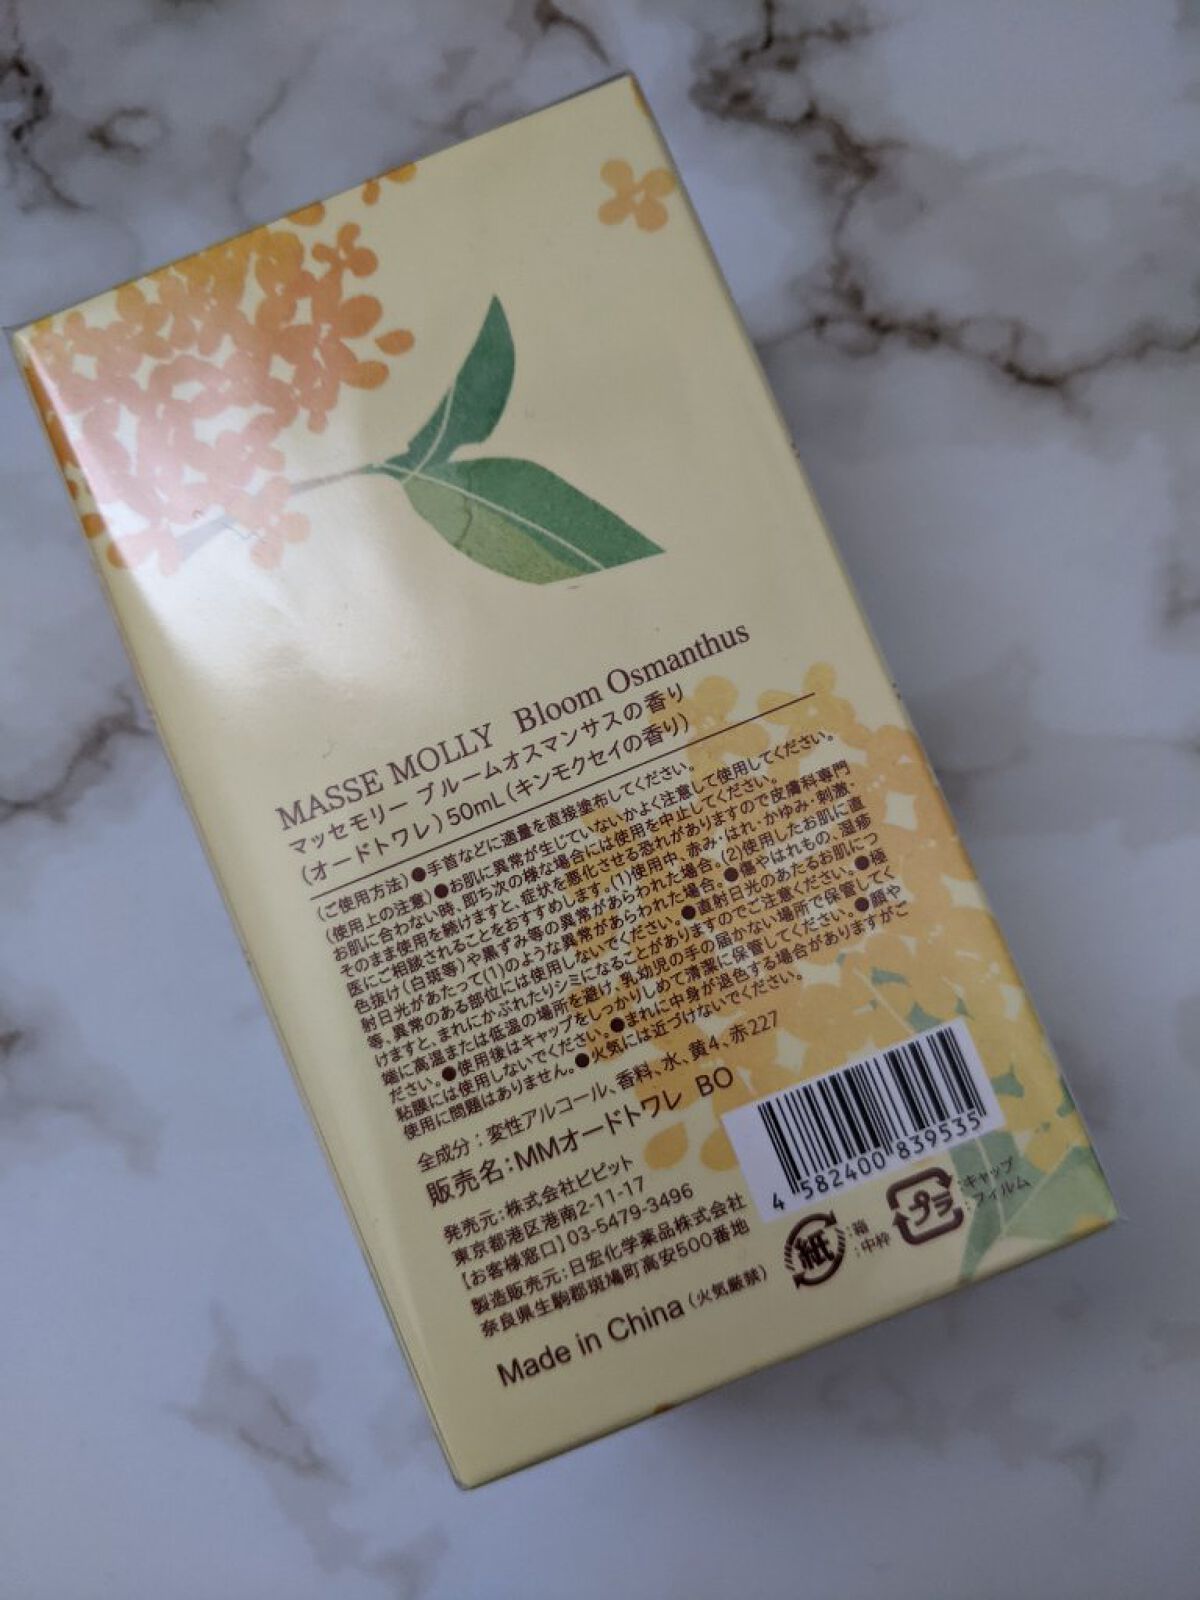 MASSE MOLLY Bloom Osmanthus
マッセモリー ブルームオスマンサスの香り
(オードトワレ)50mL(キンモクセイの香り)
(ご使用方法)●手首などに適量を直接塗布してください。
(使用上の注意)●お肌に異常が生じていないかよく注意して使用してください。
お肌に合わない時、即ち次の様な場合には使用を中止してください。
そのまま使用を続けますと、症状を悪化させる恐れがありますので皮膚科専門
医にご相談されることをおすすめします。(1)使用中、赤み・はれ・かゆみ・刺激・
色抜け(白斑等)や黒ずみ等の異常があらわれた場合。(2)使用したお肌に直
射日光があたって(1)のような異常があらわれた場合。●傷やはれもの、湿疹
等、異常のある部位には使用しないでください。●直射日光のあたるお肌につ
けますと、まれにかぶれたりシミになることがありますのでご注意ください。●極
端に高温または低温の場所を避け、乳幼児の手の届かない場所で保管してく
ださい。●使用後はキャップをしっかりしめて清潔に保管してください。●顔や
粘膜には使用しないでください。●まれに中身が退色する場合がありますがご
使用に問題はありません。●火気には近づけないでください。
全成分：変性アルコール、香料、水、黄4、赤227
販売名：MMオードトワレ BO
発売元：株式会社ビピット
東京都港区港南2-11-17
【お客様窓口】03-5479-3496
製造販売元：日宏化学薬品株式会社
奈良県生駒郡斑鳩町高安500番地
Made in China (火気厳禁)
4 582400 839535
紙
：箱
：中枠
プラ
：キャップ
：フィルム